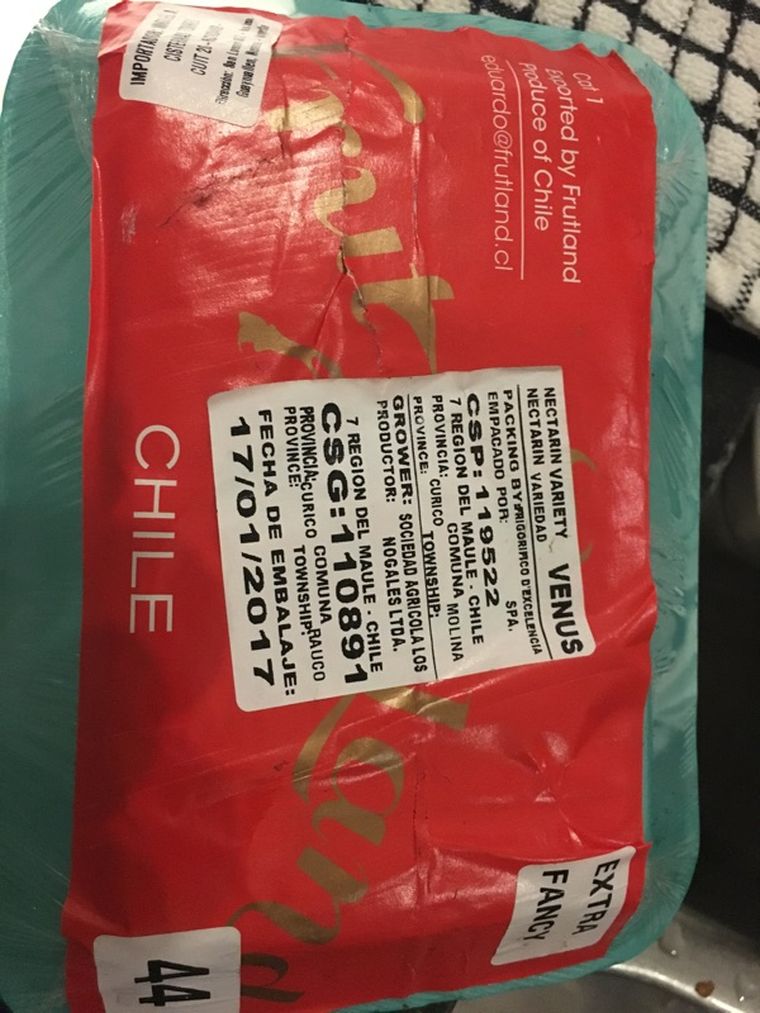 Cat 1
Exported by Frutland
Produce of Chile
eduardo@frutland.cl
Frut
Land
CHILE
NECTARIN VARIETY VENUS
NECTARIN VARIEDAD
PACKING BY: FRIGORIFICO D'EXCELENCIA
EMPACADO POR: SPA.
CSP: 119522
7 REGION DEL MAULE - CHILE
PROVINCIA: CURICO COMUNA MOLINA
PROVINCE: TOWNSHIP:
GROWER: SOCIEDAD AGRICOLA LOS
PRODUCTOR: NOGALES LTDA.
7 REGION DEL MAULE - CHILE
CSG: 110891
PROVINCIA: CURICO COMUNA RAUCO
PROVINCE: TOWNSHIP:
FECHA DE EMBALAJE:
17/01/2017
EXTRA
FANCY
44